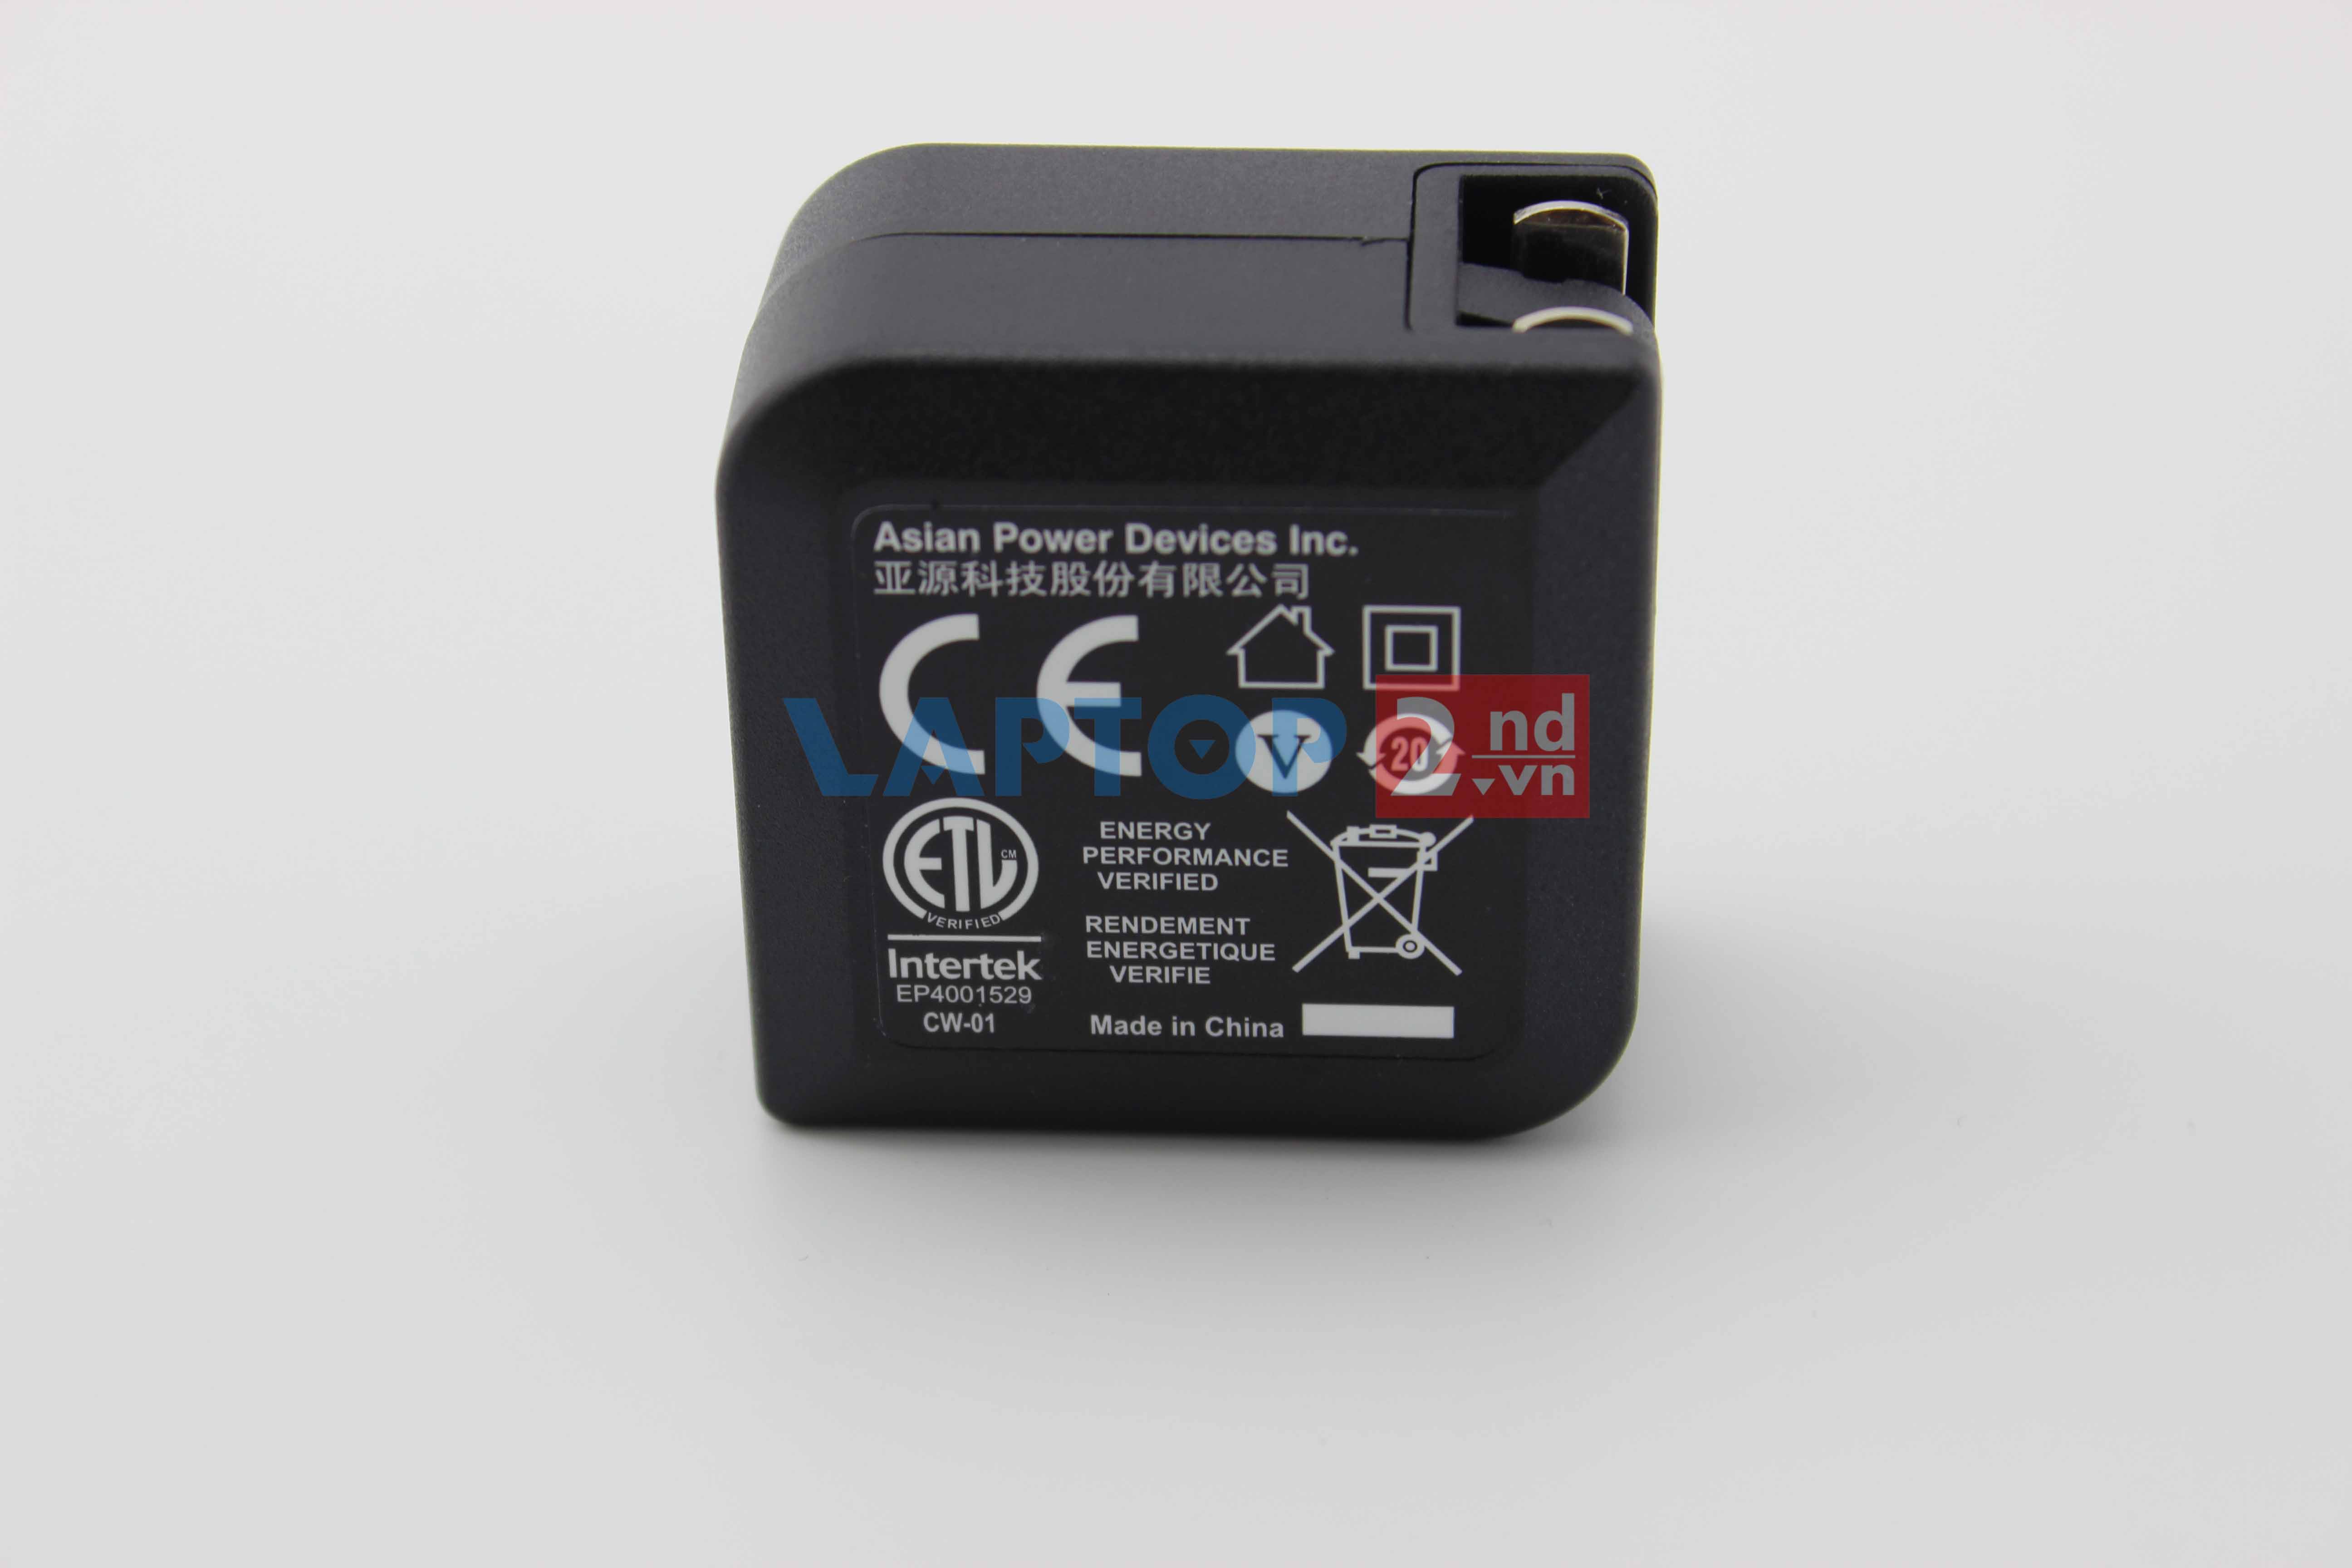 Asian Power Devices Inc.
亚源科技股份有限公司
CE
LAPTOP 2nd.vn
V
20
ETL CM
VERIFIED
Intertek
EP4001529
CW-01
ENERGY
PERFORMANCE
VERIFIED
RENDEMENT
ENERGETIQUE
VERIFIE
Made in China